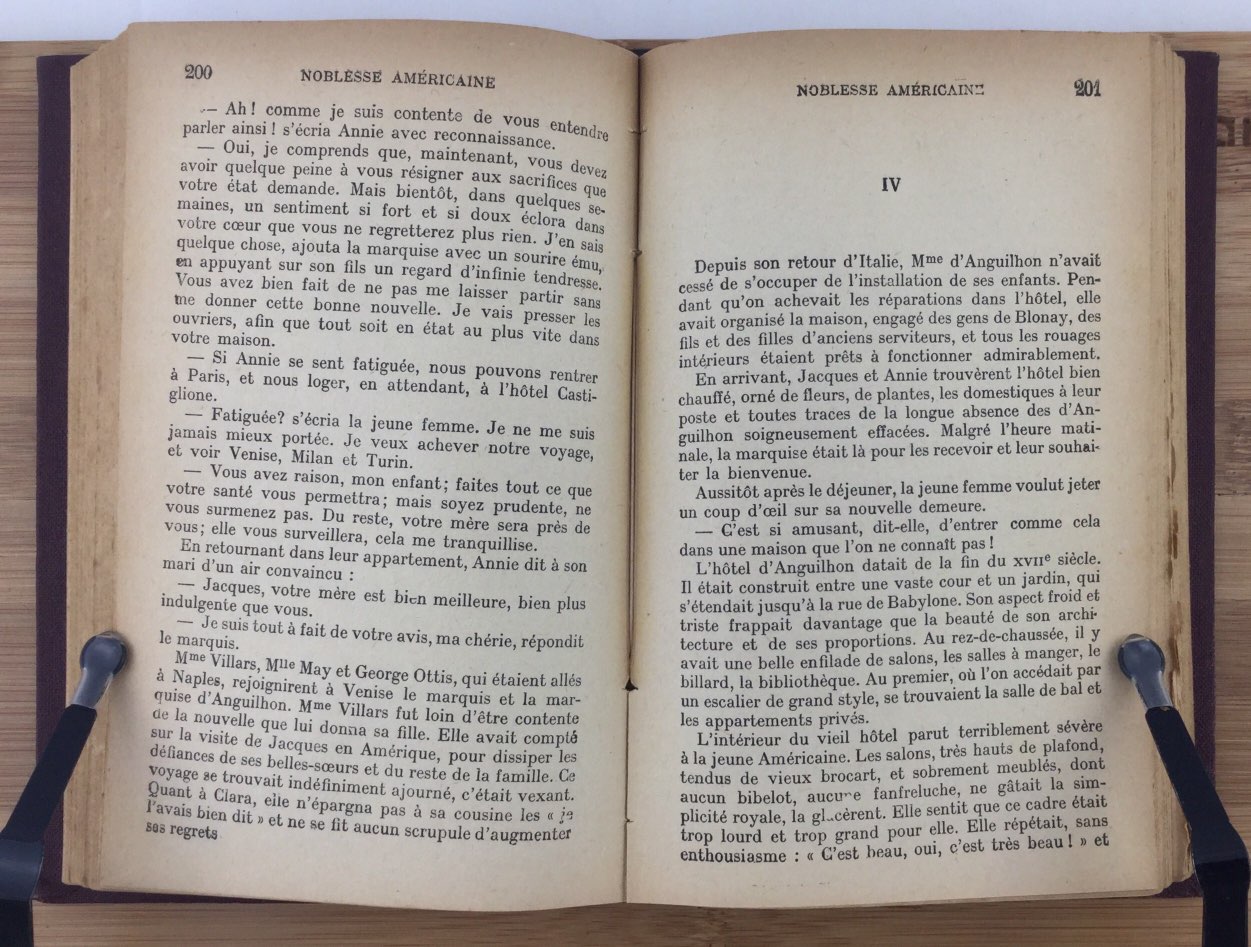 200
NOBLESSE AMÉRICAINE
— Ah! comme je suis contente de vous entendre
parler ainsi! s'écria Annie avec reconnaissance.
— Oui, je comprends que, maintenant, vous devez
avoir quelque peine à vous résigner aux sacrifices que
votre état demande. Mais bientôt, dans quelques se-
maines, un sentiment si fort et si doux éclora dans
votre cœur que vous ne regretterez plus rien. J'en sais
quelque chose, ajouta la marquise avec un sourire ému,
en appuyant sur son fils un regard d'infinie tendresse.
Vous avez bien fait de ne pas me laisser partir sans
me donner cette bonne nouvelle. Je vais presser les
ouvriers, afin que tout soit en état au plus vite dans
votre maison.
— Si Annie se sent fatiguée, nous pouvons rentrer
à Paris, et nous loger, en attendant, à l'hôtel Casti-
glione.
— Fatiguée? s'écria la jeune femme. Je ne me suis
jamais mieux portée. Je veux achever notre voyage,
et voir Venise, Milan et Turin.
— Vous avez raison, mon enfant; faites tout ce que
votre santé vous permettra; mais soyez prudente, ne
vous surmenez pas. Du reste, votre mère sera près de
vous; elle vous surveillera, cela me tranquillise.
En retournant dans leur appartement, Annie dit à son
mari d'un air convaincu :
— Jacques, votre mère est bien meilleure, bien plus
indulgente que vous.
— Je suis tout à fait de votre avis, ma chérie, répondit
le marquis.
Mme Villars, Mlle May et George Ottis, qui étaient allés
à Naples, rejoignirent à Venise le marquis et la mar-
quise d'Anguilhon. Mme Villars fut loin d'être contente
de la nouvelle que lui donna sa fille. Elle avait compté
sur la visite de Jacques en Amérique, pour dissiper les
défiances de ses belles-sœurs et du reste de la famille. Ce
voyage se trouvait indéfiniment ajourné, c'était vexant.
Quant à Clara, elle n'épargna pas à sa cousine les « je
l'avais bien dit » et ne se fit aucun scrupule d'augmenter
ses regrets
NOBLESSE AMÉRICAINE
201
IV
Depuis son retour d'Italie, Mme d'Anguilhon n'avait
cessé de s'occuper de l'installation de ses enfants. Pen-
dant qu'on achevait les réparations dans l'hôtel, elle
avait organisé la maison, engagé des gens de Blonay, des
fils et des filles d'anciens serviteurs, et tous les rouages
intérieurs étaient prêts à fonctionner admirablement.
En arrivant, Jacques et Annie trouvèrent l'hôtel bien
chauffé, orné de fleurs, de plantes, les domestiques à leur
poste et toutes traces de la longue absence des d'An-
guilhon soigneusement effacées. Malgré l'heure mati-
nale, la marquise était là pour les recevoir et leur souhai-
ter la bienvenue.
Aussitôt après le déjeuner, la jeune femme voulut jeter
un coup d'œil sur sa nouvelle demeure.
— C'est si amusant, dit-elle, d'entrer comme cela
dans une maison que l'on ne connaît pas!
L'hôtel d'Anguilhon datait de la fin du XVIIe siècle.
Il était construit entre une vaste cour et un jardin, qui
s'étendait jusqu'à la rue de Babylone. Son aspect froid et
triste frappait davantage que la beauté de son archi-
tecture et de ses proportions. Au rez-de-chaussée, il y
avait une belle enfilade de salons, les salles à manger, le
billard, la bibliothèque. Au premier, où l'on accédait par
un escalier de grand style, se trouvaient la salle de bal et
les appartements privés.
L'intérieur du vieil hôtel parut terriblement sévère
à la jeune Américaine. Les salons, très hauts de plafond,
tendus de vieux brocart, et sobrement meublés, dont
aucun bibelot, aucune fanfreluche, ne gâtait la sim-
plicité royale, la glacèrent. Elle sentit que ce cadre était
trop lourd et trop grand pour elle. Elle répétait, sans
enthousiasme : « C'est beau, oui, c'est très beau! » et